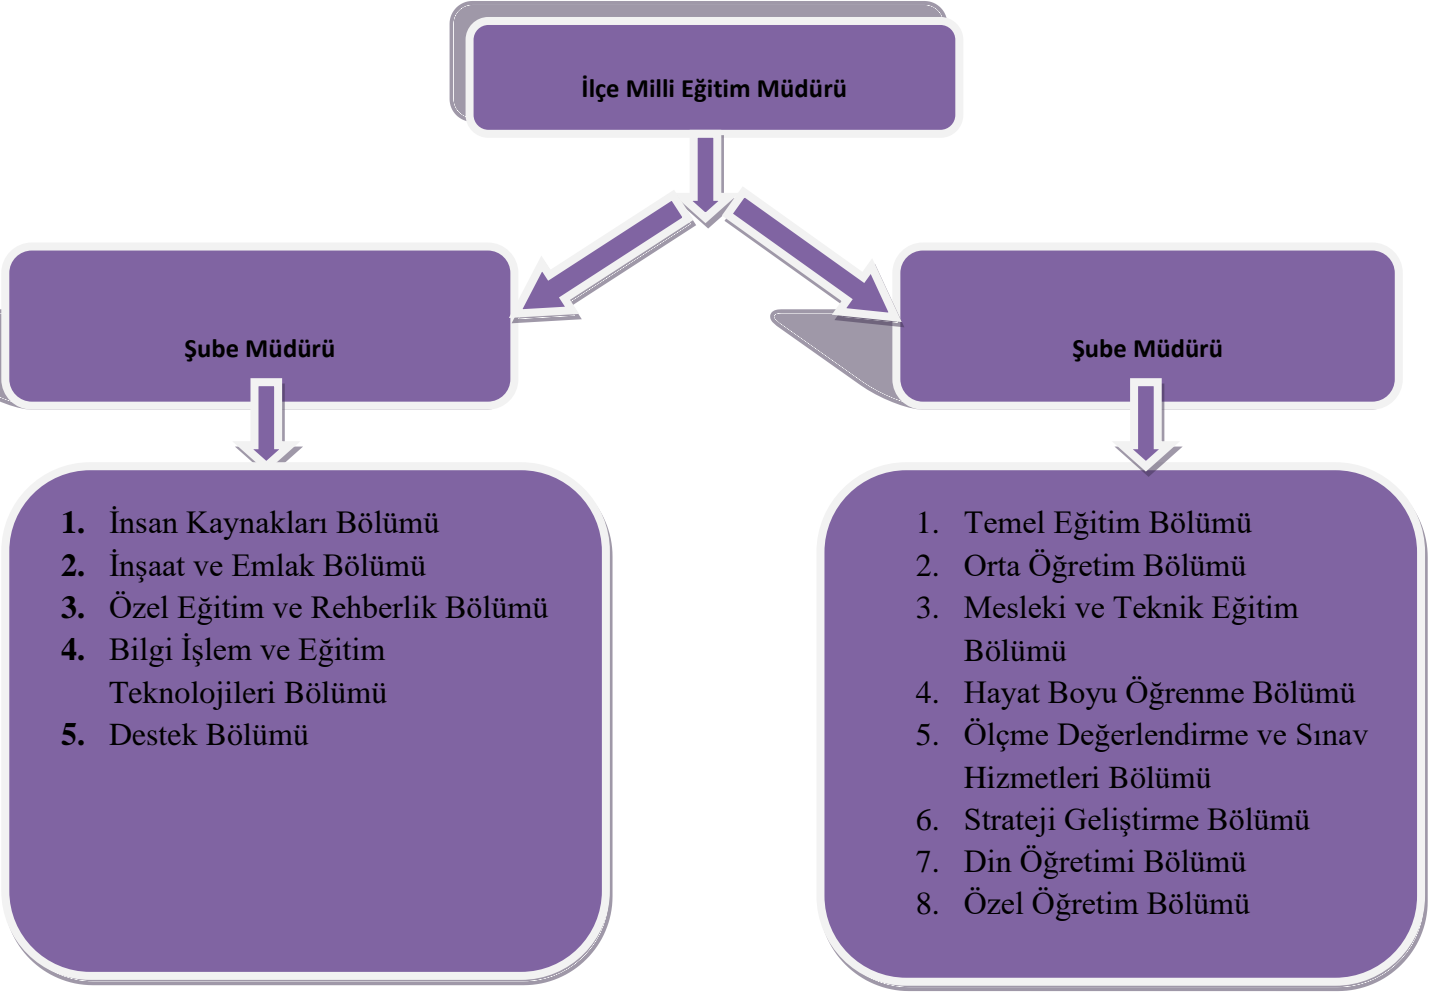 İlçe Milli Eğitim Müdürü
Şube Müdürü
Şube Müdürü
1. İnsan Kaynakları Bölümü
2. İnşaat ve Emlak Bölümü
3. Özel Eğitim ve Rehberlik Bölümü
4. Bilgi İşlem ve Eğitim
Teknolojileri Bölümü
5. Destek Bölümü
1. Temel Eğitim Bölümü
2. Orta Öğretim Bölümü
3. Mesleki ve Teknik Eğitim
Bölümü
4. Hayat Boyu Öğrenme Bölümü
5. Ölçme Değerlendirme ve Sınav
Hizmetleri Bölümü
6. Strateji Geliştirme Bölümü
7. Din Öğretimi Bölümü
8. Özel Öğretim Bölümü